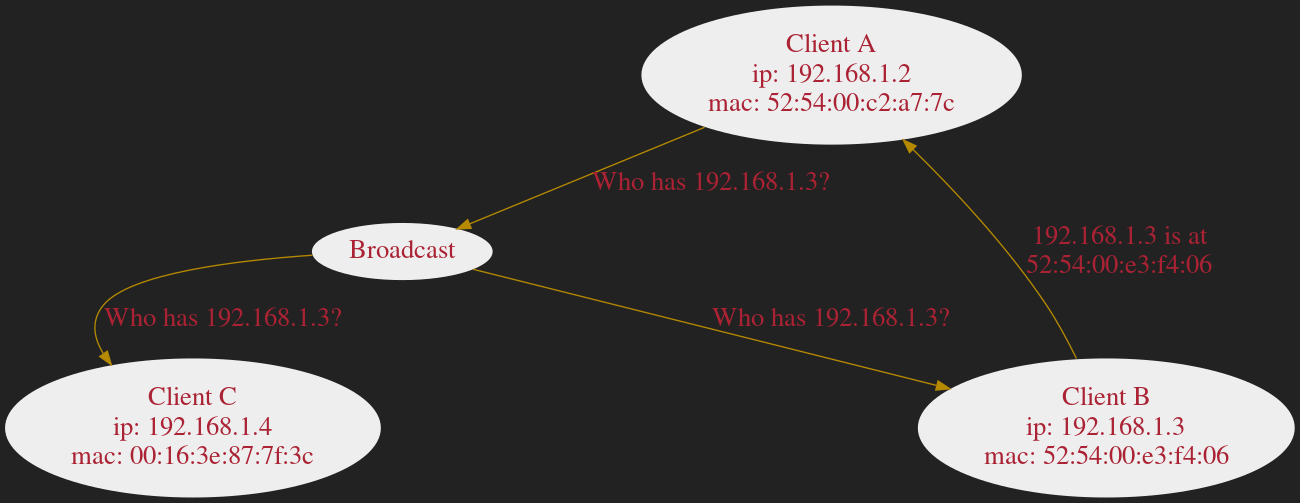 Client A
ip: 192.168.1.2
mac: 52:54:00:c2:a7:7c
Who has 192.168.1.3?
Broadcast
192.168.1.3 is at
52:54:00:e3:f4:06
Who has 192.168.1.3?
Who has 192.168.1.3?
Client C
ip: 192.168.1.4
mac: 00:16:3e:87:7f:3c
Client B
ip: 192.168.1.3
mac: 52:54:00:e3:f4:06